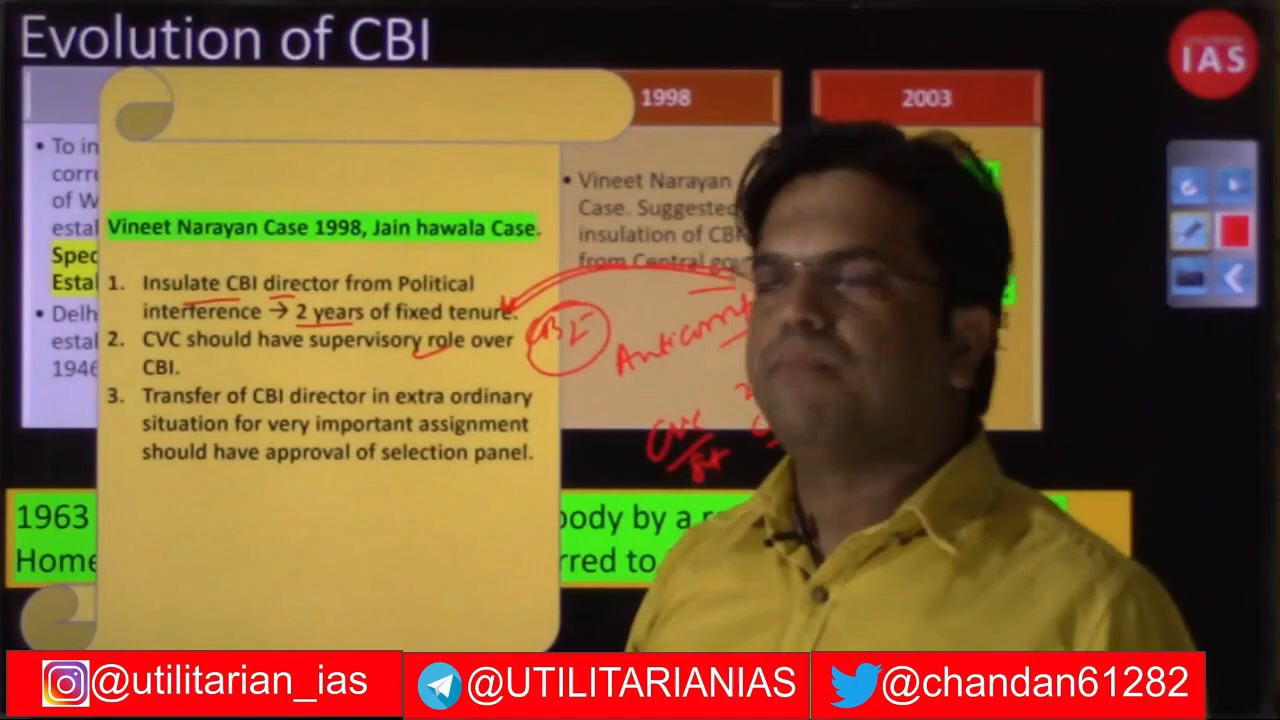 Evolution of CBI
IAS
1998
2003
• To in
corru
of W
estal
Spec
Estal
• Delh
estal
1946
Vineet Narayan Case 1998, Jain hawala Case.
1. Insulate CBI director from Political
interference → 2 years of fixed tenure.
2. CVC should have supervisory role over
CBI.
3. Transfer of CBI director in extra ordinary
situation for very important assignment
should have approval of selection panel.
• Vineet Narayan
Case. Suggested
insulation of CBI
from Central gov
CBI
Anticorrupt
CVC
1963
body by a re
Home
rred to
@utilitarian_ias
@UTILITARIANIAS
@chandan61282